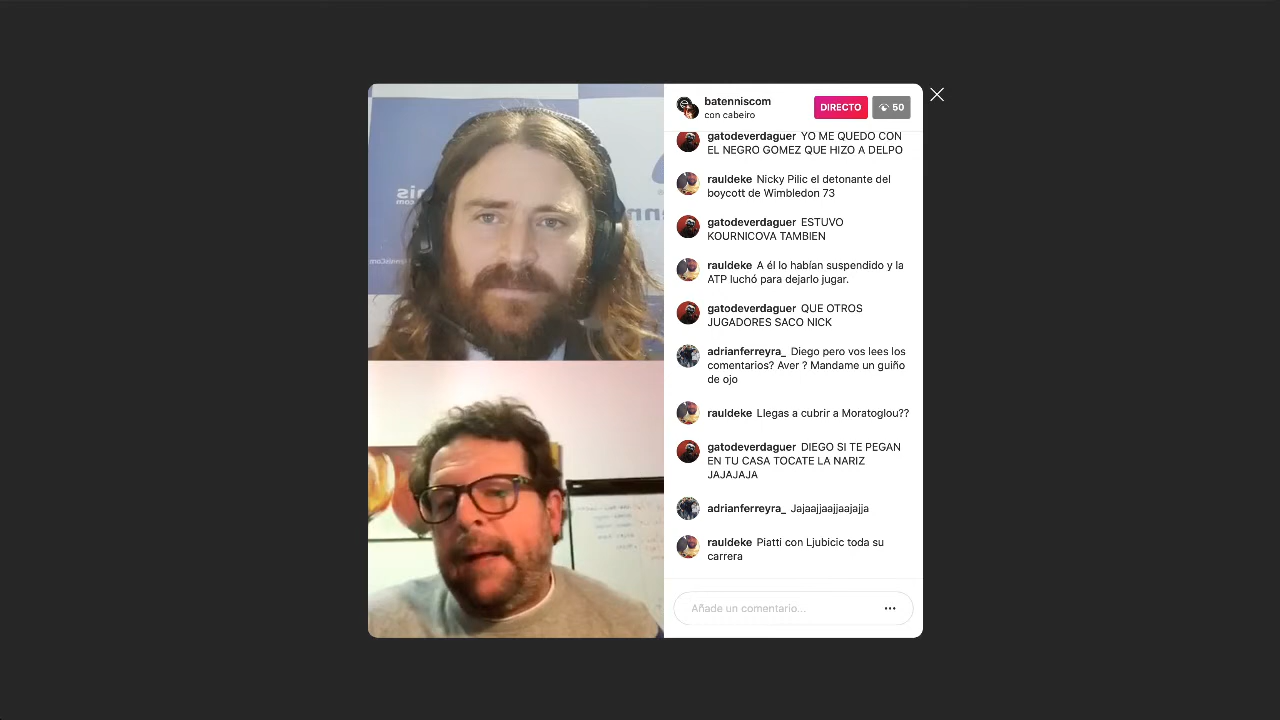 batenniscom
con cabeiro
DIRECTO
50
gatodeverdaguer YO ME QUEDO CON
EL NEGRO GOMEZ QUE HIZO A DELPO
rauldeke Nicky Pilic el detonante del
boycott de Wimbledon 73
gatodeverdaguer ESTUVO
KOURNICOVA TAMBIEN
rauldeke A él lo habían suspendido y la
ATP luchó para dejarlo jugar.
gatodeverdaguer QUE OTROS
JUGADORES SACO NICK
adrianferreyra_ Diego pero vos lees los
comentarios? Aver ? Mandame un guiño
de ojo
rauldeke Llegas a cubrir a Moratoglou??
gatodeverdaguer DIEGO SI TE PEGAN
EN TU CASA TOCATE LA NARIZ
JAJAJAJA
adrianferreyra_ Jajaajjaajjaajajja
rauldeke Piatti con Ljubicic toda su
carrera
Añade un comentario...